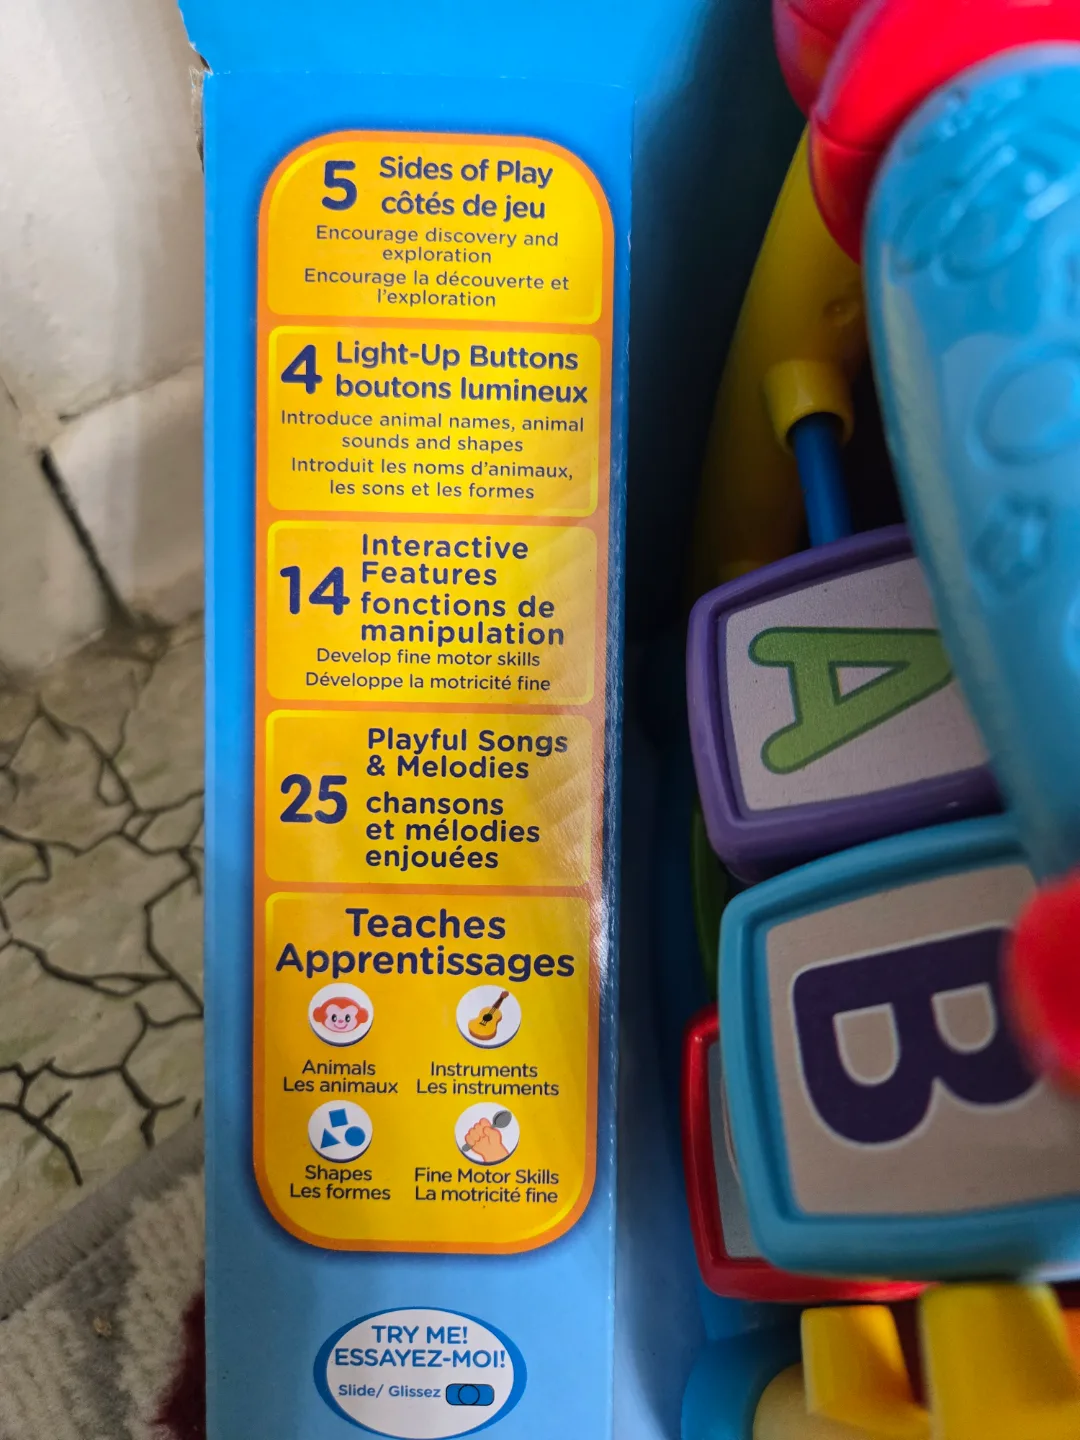 5 Sides of Play
côtés de jeu
Encourage discovery and
exploration
Encourage la découverte et
l'exploration
4 Light-Up Buttons
boutons lumineux
Introduce animal names, animal
sounds and shapes
Introduit les noms d'animaux,
les sons et les formes
14 Interactive
Features
fonctions de
manipulation
Develop fine motor skills
Développe la motricité fine
25 Playful Songs
& Melodies
chansons
et mélodies
enjouées
Teaches
Apprentissages
Animals
Les animaux
Instruments
Les instruments
Shapes
Les formes
Fine Motor Skills
La motricité fine
TRY ME!
ESSAYEZ-MOI!
Slide/ Glissez
A
B